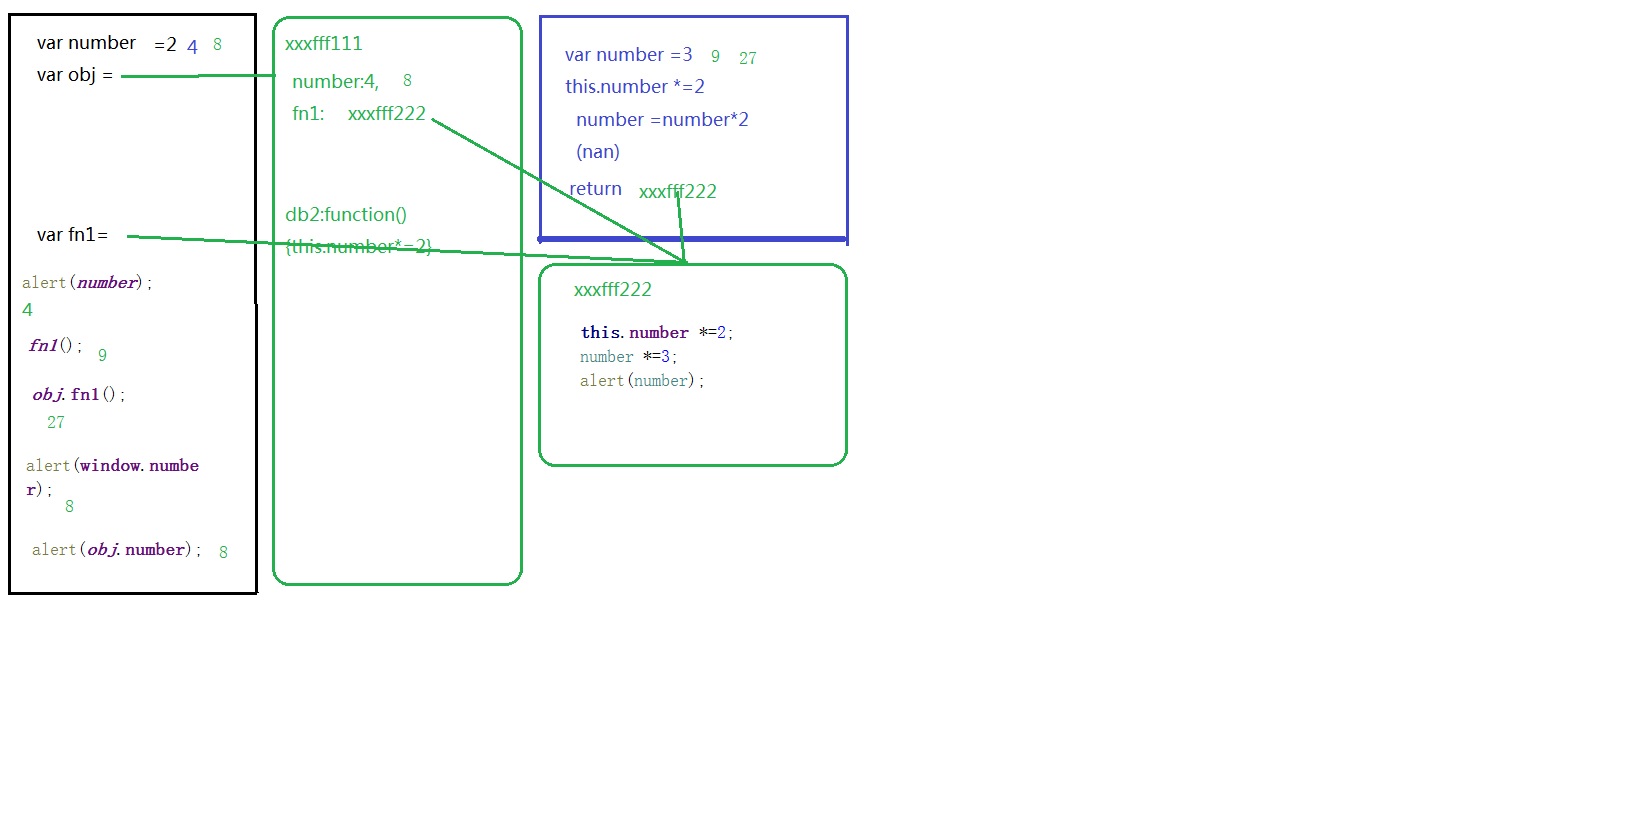 var number =2 4 8
var obj =
var fn1=
alert(number);
4
fn1();
9
obj.fn1();
27
alert(window.numbe
r);
8
alert(obj.number); 8
xxxfff111
number:4, 8
fn1: xxxfff222
db2:function()
{this.number*=2}
var number =3 9 27
this.number *=2
number =number*2
(nan)
return xxxfff222
xxxfff222
this.number *=2;
number *=3;
alert(number);